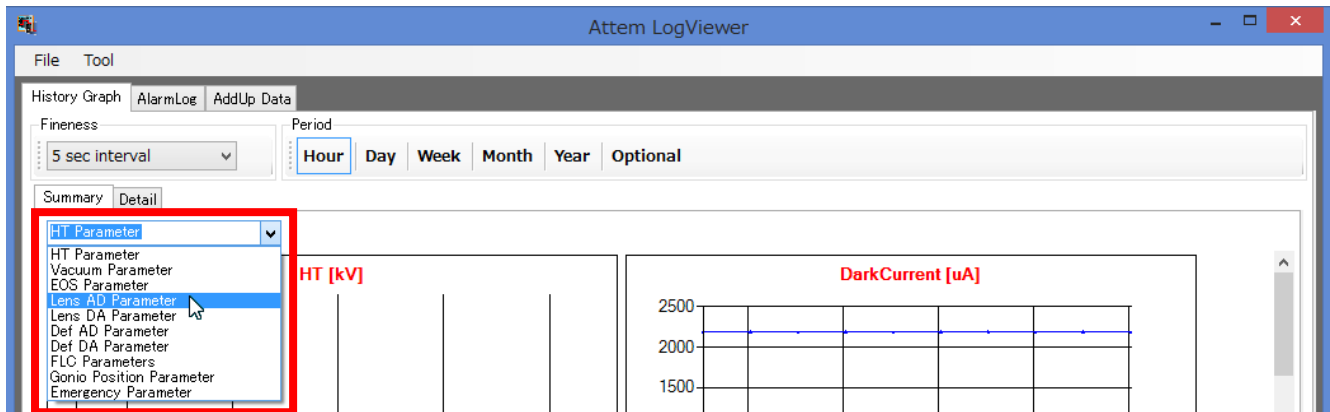 Attem LogViewer
File Tool
History Graph AlarmLog AddUp Data
Fineness Period
5 sec interval Hour Day Week Month Year Optional
Summary Detail
HT Parameter
HT Parameter
Vacuum Parameter
EOS Parameter
Lens AD Parameter
Lens DA Parameter
Def AD Parameter
Def DA Parameter
FLC Parameters
Gonio Position Parameter
Emergency Parameter
HT [kV]
DarkCurrent [uA]
2500
2000
1500